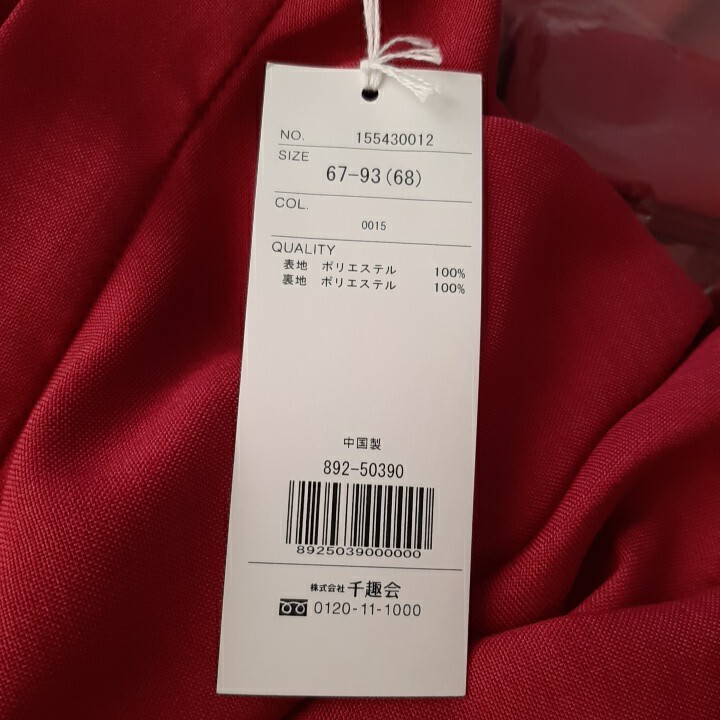 NO. 155430012
SIZE
67-93(68)
COL.
0015
QUALITY
表地 ポリエステル 100%
裏地 ポリエステル 100%
中国製
892-50390
8925039000000
株式会社 千趣会
0120-11-1000